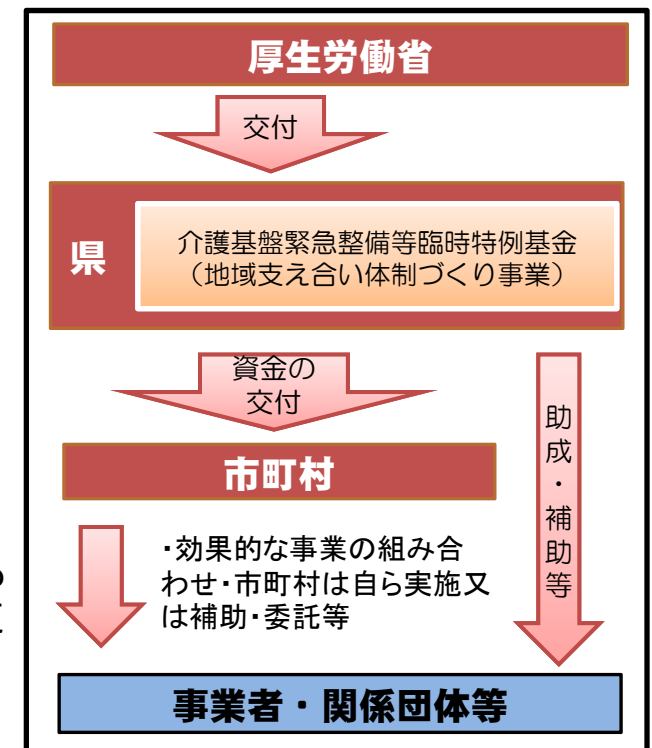 厚生労働省
交付
県
介護基盤緊急整備等臨時特例基金
（地域支え合い体制づくり事業）
資金の
交付
助成・補助等
市町村
・効果的な事業の組み合
わせ・市町村は自ら実施又
は補助・委託等
事業者・関係団体等